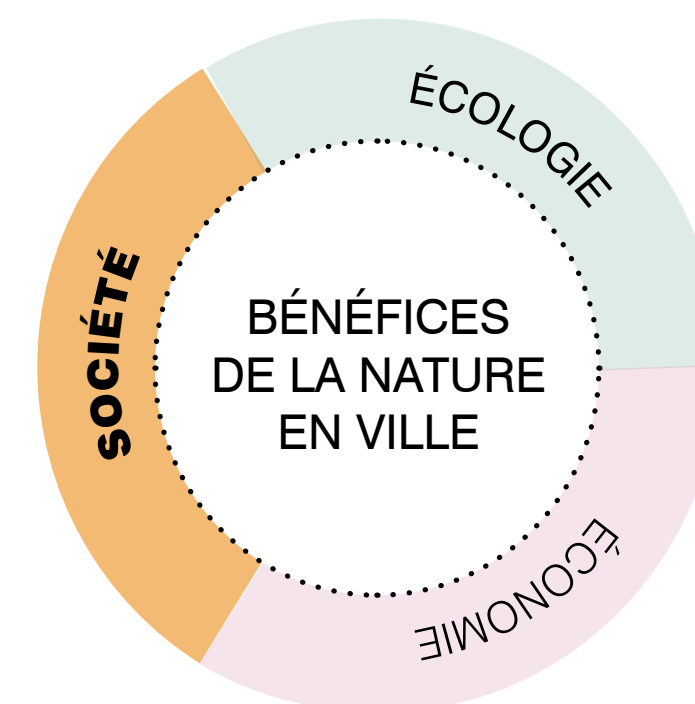 ÉCOLOGIE
SOCIÉTÉ
BÉNÉFICES
DE LA NATURE
EN VILLE
ÉCONOMIE